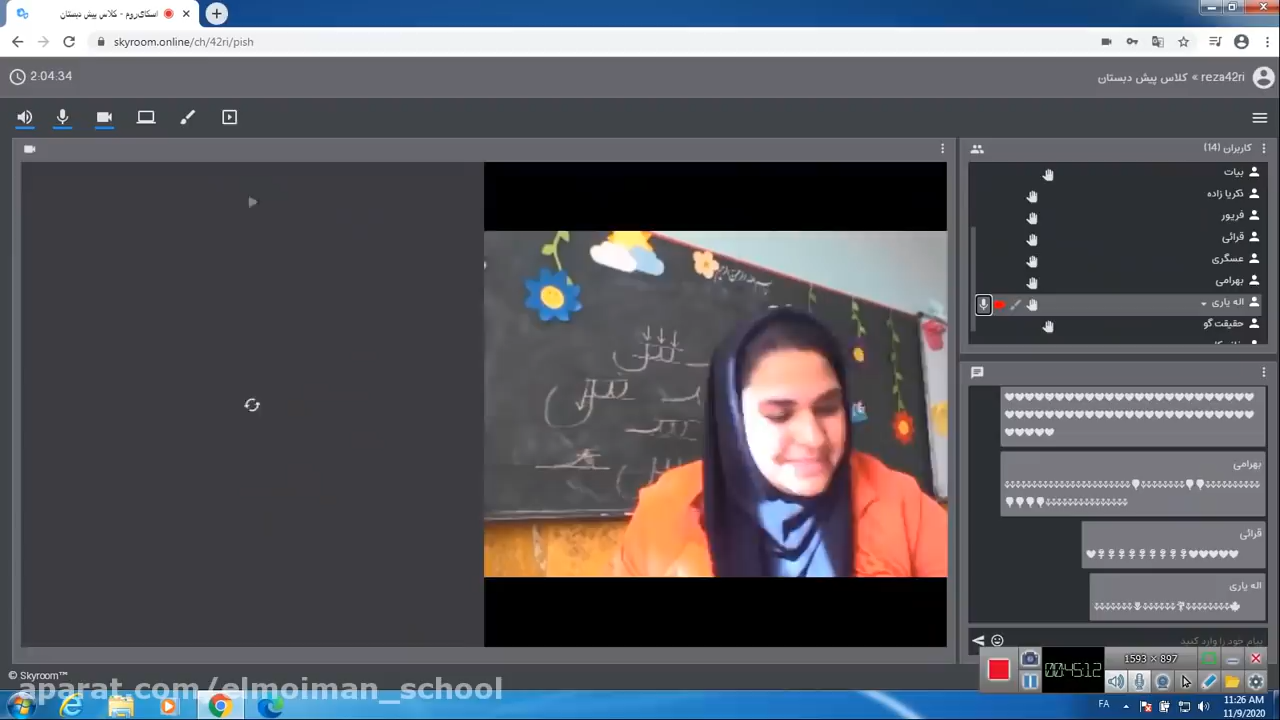 اسکای‌روم - کلاس پیش دبستان
skyroom.online/ch/42ri/pish
2:04:34
reza42ri » کلاس پیش دبستان
کاربران (14)
بیات
ذکریا زاده
فریور
قرائی
عسگری
بهرامی
اله یاری
حقیقت گو
بهرامی
قرائی
اله یاری
پیام خود را وارد کنید
1593 × 897
00:45:12
© Skyroom™
aparat.com/elmoiman_school
FA
11:26 AM
11/9/2020